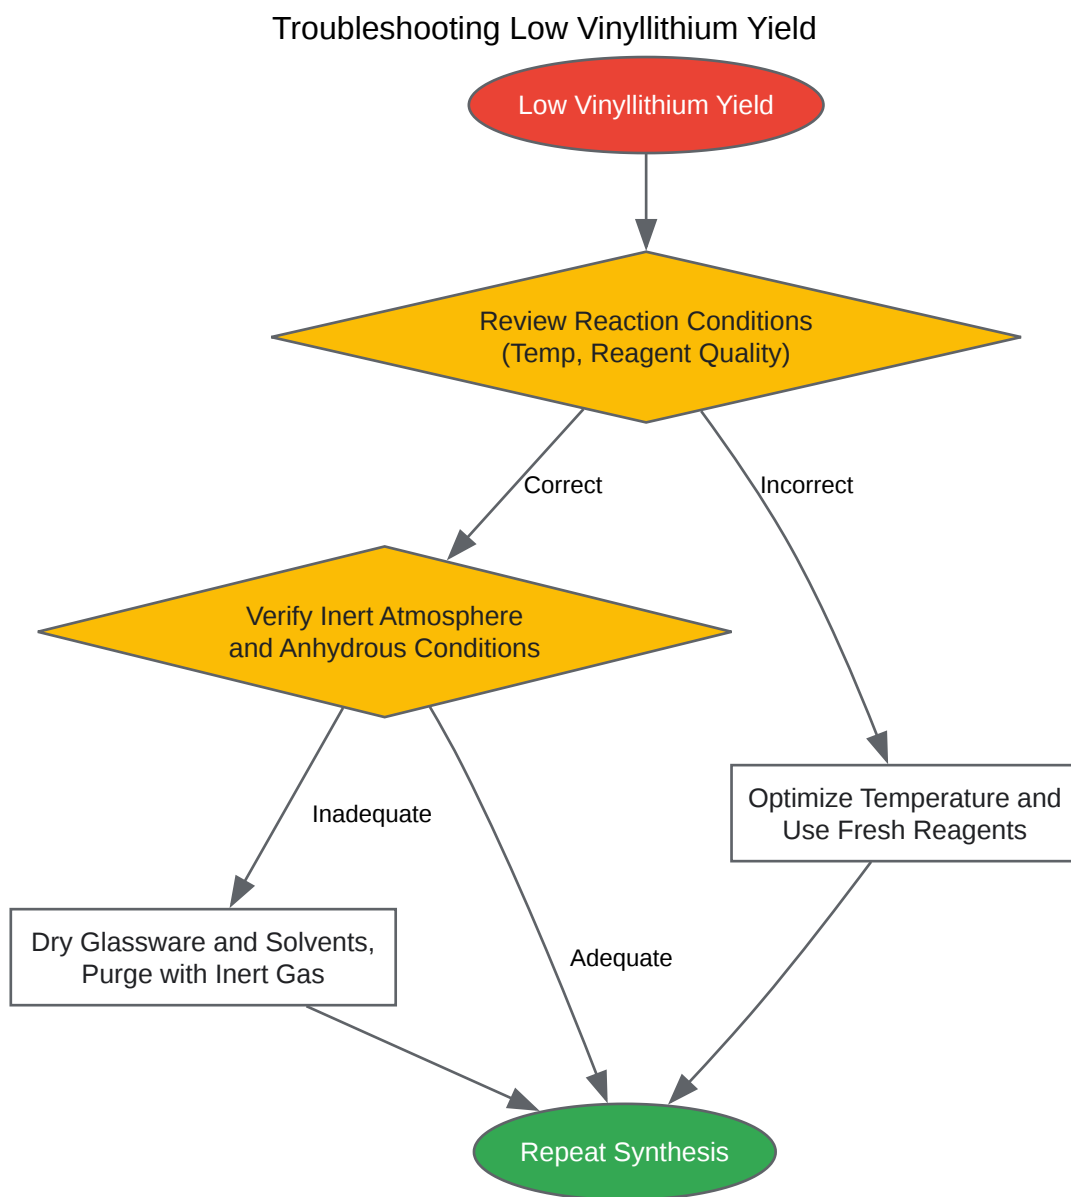 Troubleshooting Low Vinyllithium Yield
Low Vinyllithium Yield
Review Reaction Conditions
(Temp, Reagent Quality)
Correct
Incorrect
Verify Inert Atmosphere
and Anhydrous Conditions
Optimize Temperature and
Use Fresh Reagents
Inadequate
Dry Glassware and Solvents,
Purge with Inert Gas
Adequate
Repeat Synthesis